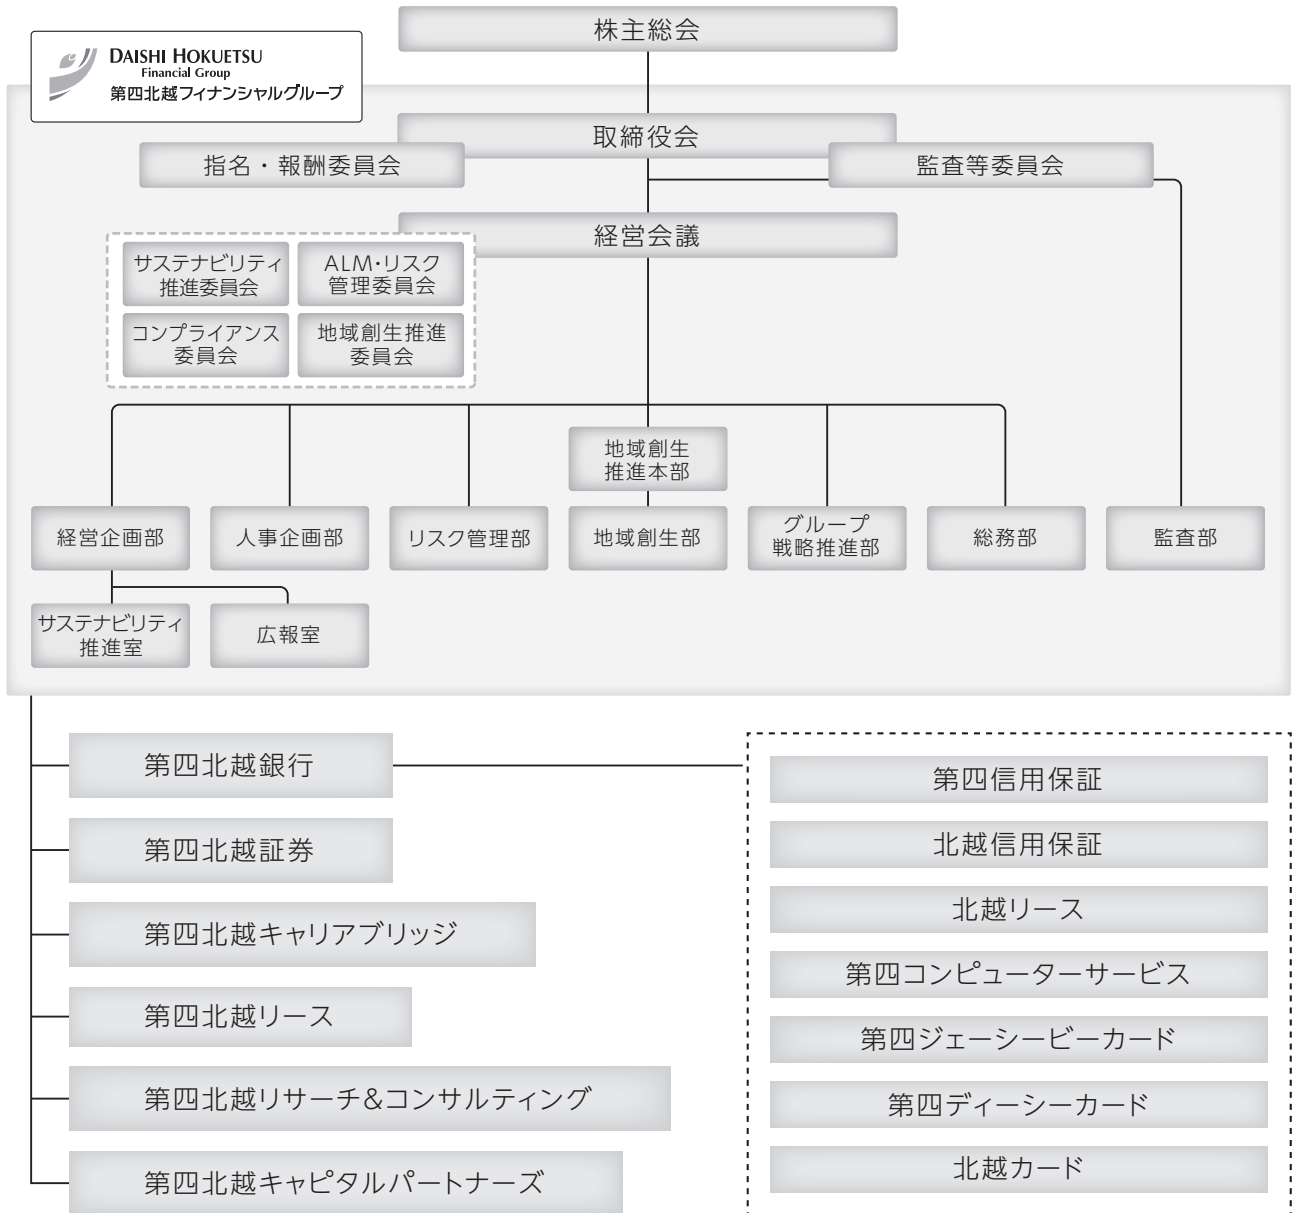 株主総会
DAISHI HOKUETSU
Financial Group
第四北越フィナンシャルグループ
取締役会
指名・報酬委員会
監査等委員会
経営会議
サステナビリティ
推進委員会
ALM・リスク
管理委員会
コンプライアンス
委員会
地域創生推進
委員会
地域創生
推進本部
経営企画部
人事企画部
リスク管理部
地域創生部
グループ
戦略推進部
総務部
監査部
サステナビリティ
推進室
広報室
第四北越銀行
第四北越証券
第四北越キャリアブリッジ
第四北越リース
第四北越リサーチ&コンサルティング
第四北越キャピタルパートナーズ
第四信用保証
北越信用保証
北越リース
第四コンピューターサービス
第四ジェーシービーカード
第四ディーシーカード
北越カード